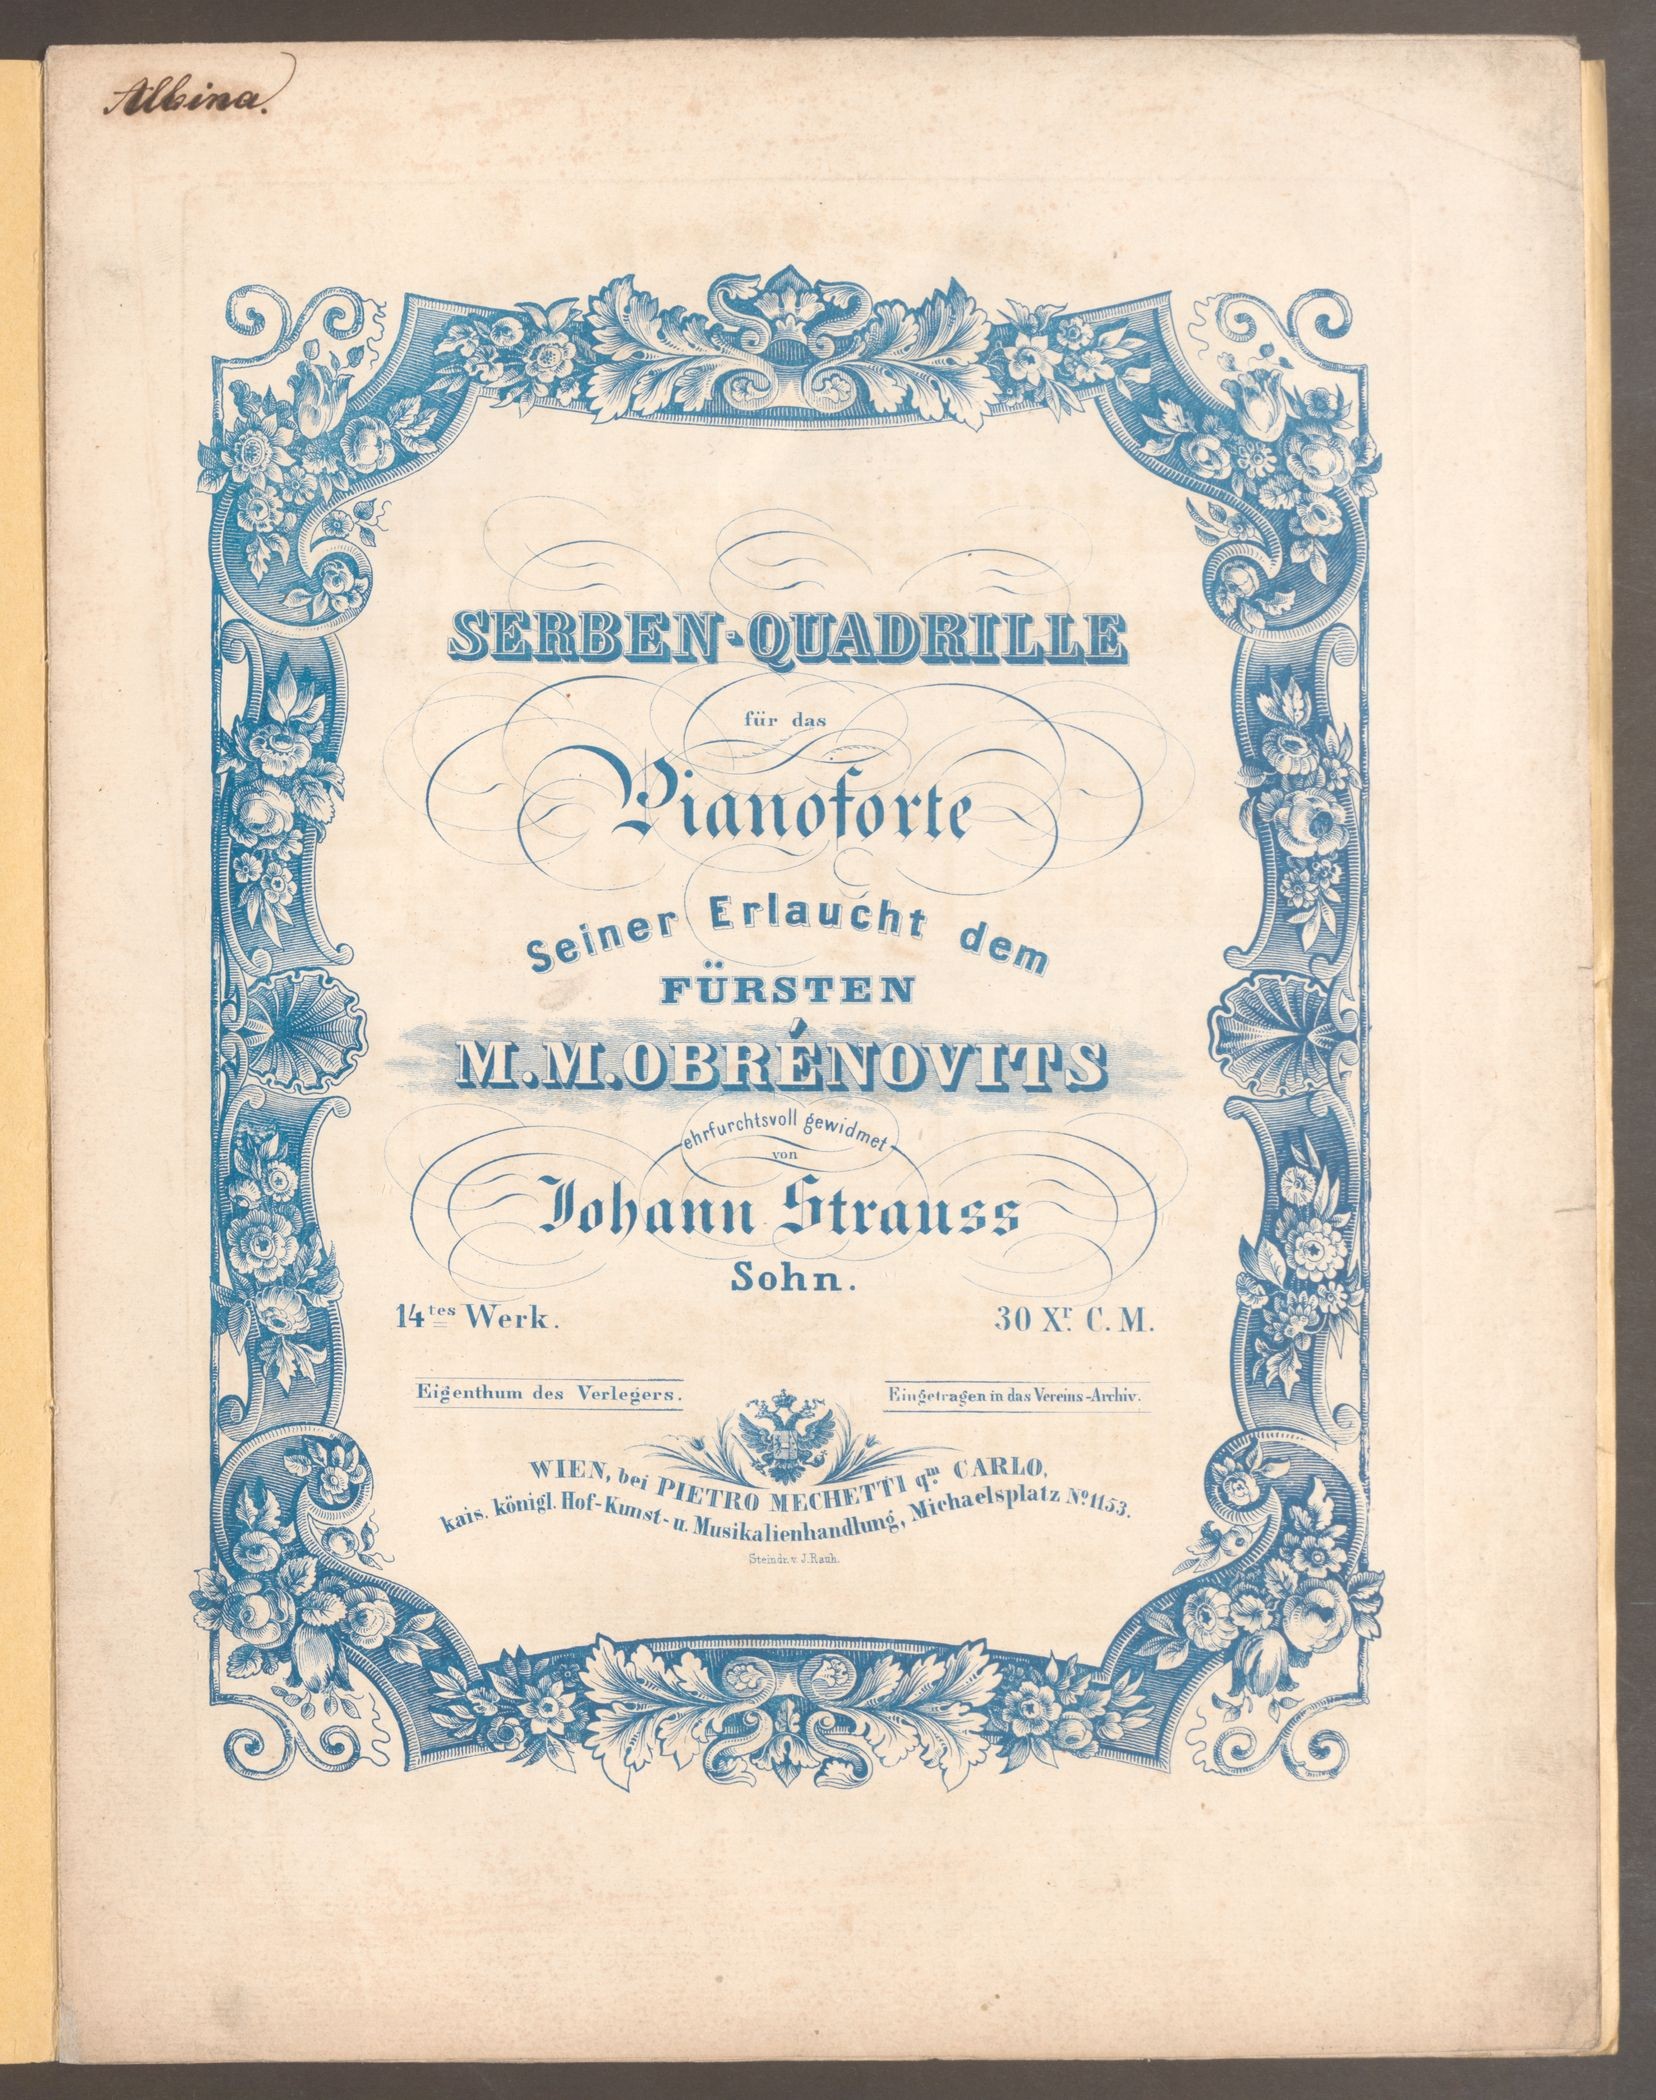 Albina.
SERBEN-QUADRILLE
für das
Pianoforte
Seiner Erlaucht dem
FÜRSTEN
M.M.OBRÉNOVITS
ehrfurchtsvoll gewidmet
von
Johann Strauss
Sohn.
14tes Werk.
30 Xr. C. M.
Eigenthum des Verlegers.
Eingetragen in das Vereins-Archiv.
WIEN, bei PIETRO MECHETTI qm. CARLO,
kais. königl. Hof-Kunst- u. Musikalienhandlung, Michaelsplatz No. 1153.
Steindr. v. J. Rauh.